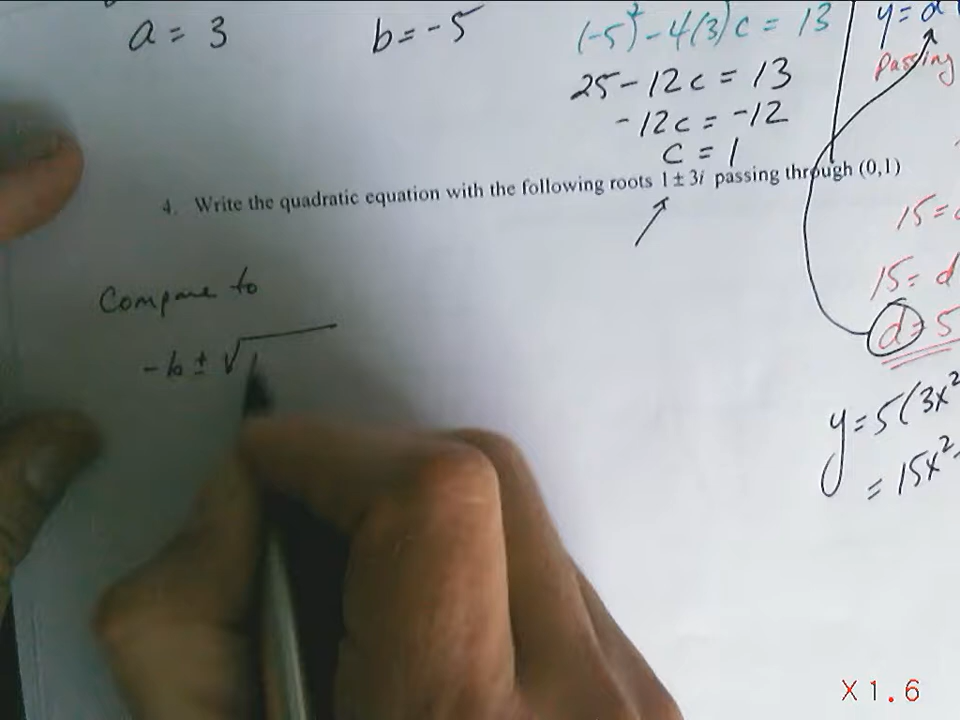 a = 3
b = -5
(-5)² - 4(3)c = 13
25 - 12c = 13
-12c = -12
c = 1
y = d
Passing
4. Write the quadratic equation with the following roots 1 ± 3i passing through (0,1)
15 =
15 = d
d = 5
Compare to
-b ± √
y = 5(3x²
= 15x²-
X1.6